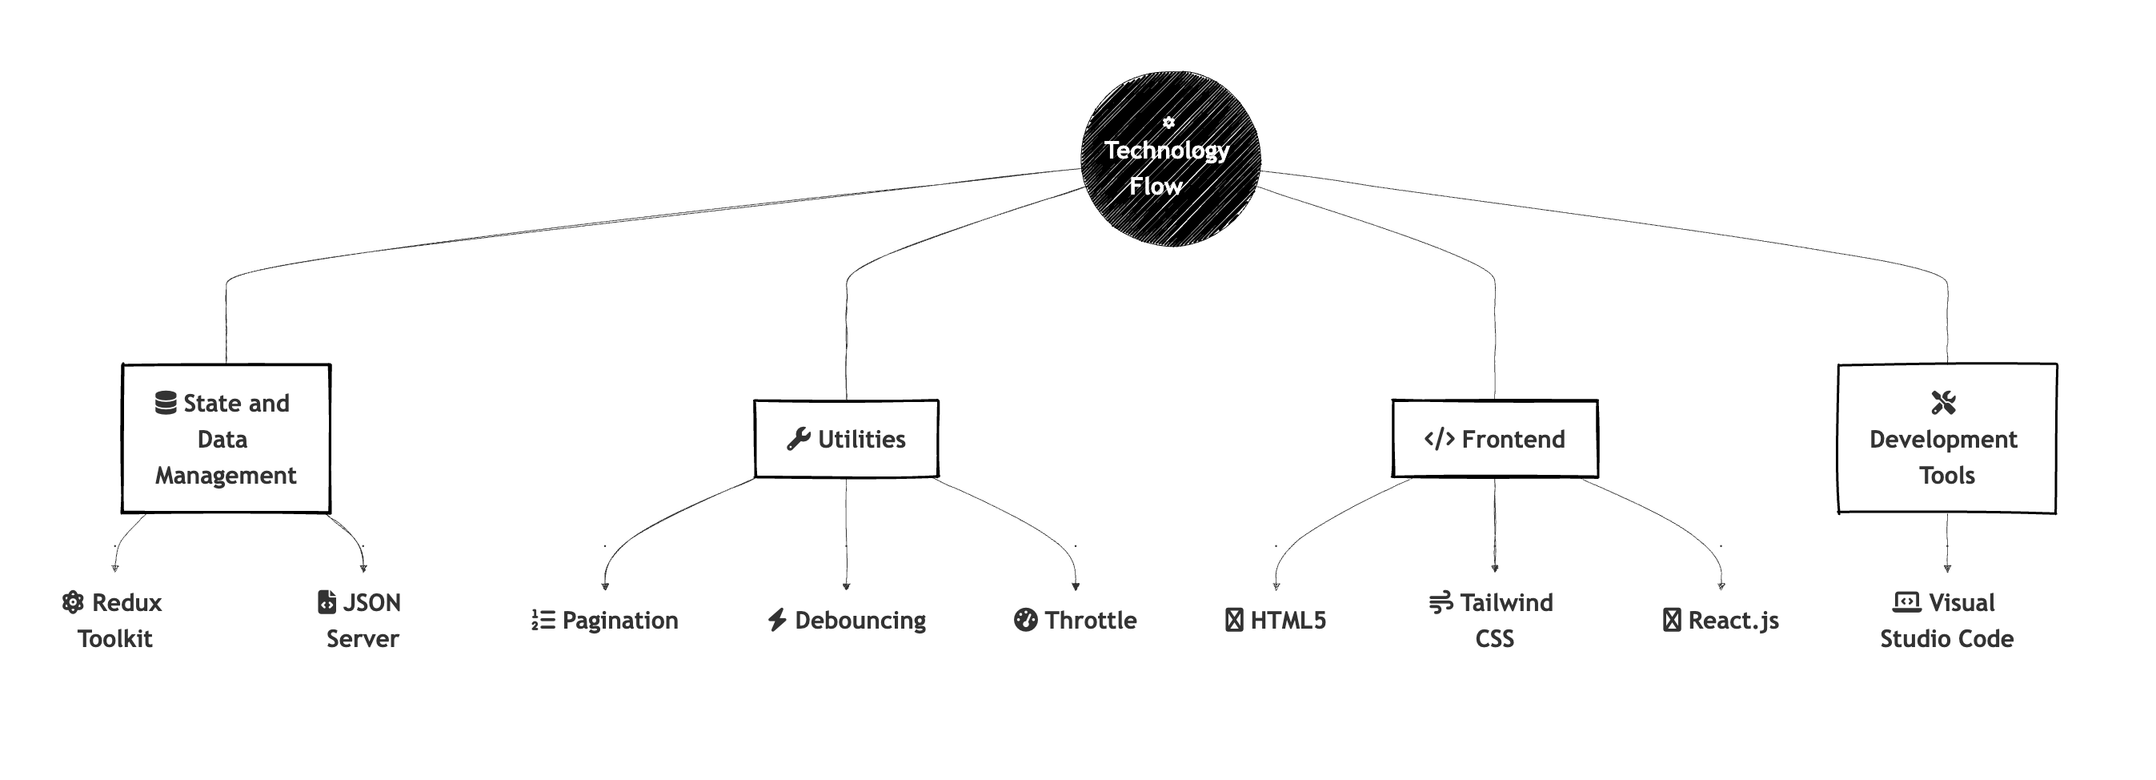 Technology
Flow
State and
Data
Management
Utilities
</> Frontend
Development
Tools
Redux
Toolkit
JSON
Server
Pagination
Debouncing
Throttle
HTML5
Tailwind
CSS
React.js
Visual
Studio Code